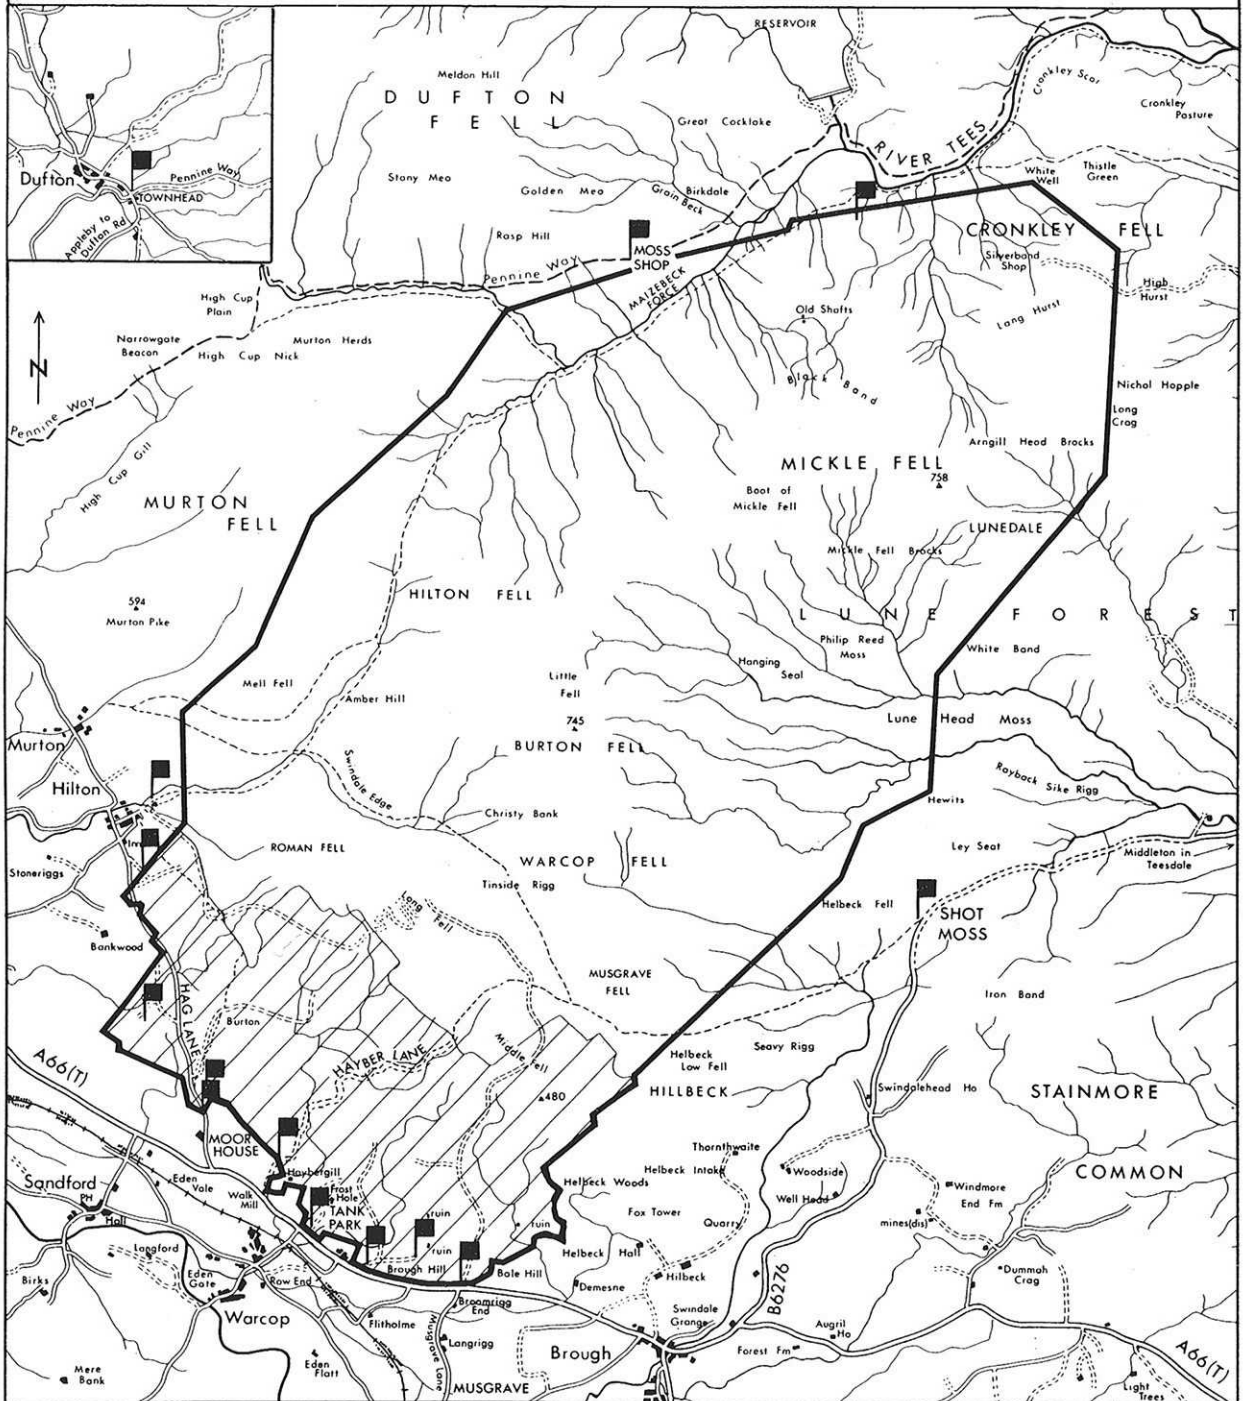 RESERVOIR
Meldon Hill
DUFTON
FELL
Great Cocklake
RIVER TEES
Cronkley Scar
Cronkley
Pasture
Dufton
Pennine Way
TOWNHEAD
Appleby to
Dufton Rd
Stany Meo
Golden Meo
Grain Beck
Birkdale
White
Well
Thistle
Green
Rasp Hill
MOSS
SHOP
CRONKLEY FELL
Silverband
Shop
High
Hurst
Pennine Way
MAIZEBECK
FORCE
High Cup
Plain
Old Shafts
Long Hurst
N
Narrowgate
Beacon
High Cup Nick
Murton Herds
Black Band
Nichol Hopple
Long
Crag
Pennine Way
High Cup Gill
Arngill Head Brocks
MICKLE FELL
758
Boot of
Mickle Fell
MURTON
FELL
LUNEDALE
Mickle Fell Brocks
594
Murton Pike
HILTON FELL
LUNE FOREST
Philip Reed
Moss
White Band
Hanging
Seal
Little
Fell
Mell Fell
Amber Hill
745
BURTON FELL
Lune Head Moss
Murton
Hilton
Swindale Edge
Rayback Sike Rigg
Hewits
Christy Bank
Inn
ROMAN FELL
Stoneriggs
WARCOP FELL
Tinside Rigg
Ley Seat
Middleton in
Teesdale
Long
Fell
Helbeck Fell
SHOT
MOSS
Bankwood
MUSGRAVE
FELL
Iron Band
HAG LANE
Burton
HAYBER LANE
Middle Fell
Seavy Rigg
Helbeck
Low Fell
A66(T)
480
HILLBECK
Swindalehead Ho
STAINMORE
COMMON
MOOR
HOUSE
Thornthwaite
Helbeck Intake
Woodside
Well Head
Haybergill
Sandford
PH
Hall
Eden
Vale
Walk
Mill
Frost
Hole
TANK
PARK
ruin
ruin
ruin
Helbeck Woods
Fox Tower
Quarry
Windmore
End Fm
mines(dis)
Langford
Birks
Eden
Gate
Row End
Warcop
Brough Hill
Bale Hill
Helbeck Hall
Hilbeck
Demesne
B6276
Dummah
Crag
Flitholme
Broomrigg
End
Langrigg
Musgrave Lane
Swindale
Grange
Brough
Augril
Ho
Forest Fm
A66(T)
Mere
Bank
Eden
Flatt
MUSGRAVE
Light
Trees